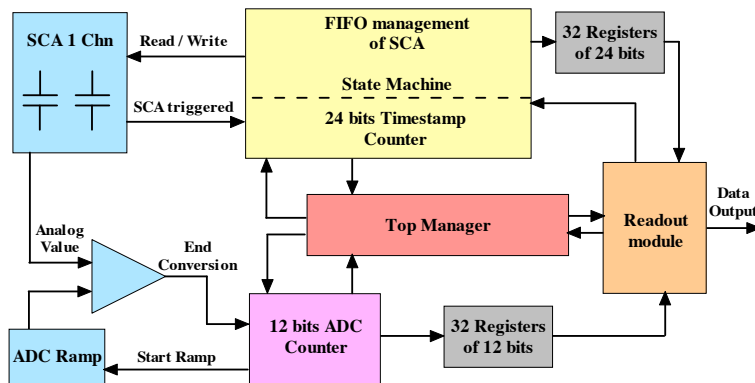 SCA 1 Chn
Read / Write
SCA triggered
FIFO management
of SCA
State Machine
24 bits Timestamp
Counter
32 Registers
of 24 bits
Top Manager
Readout
module
Data
Output
Analog
Value
End
Conversion
12 bits ADC
Counter
32 Registers
of 12 bits
ADC Ramp
Start Ramp